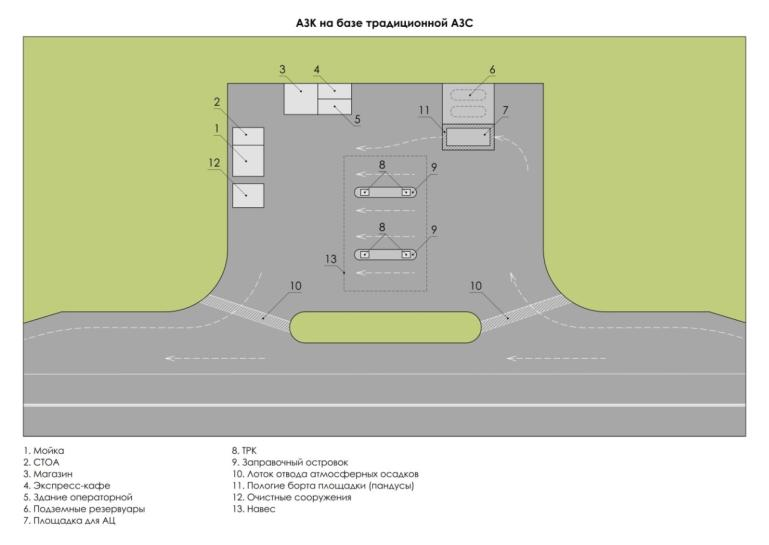 АЗК на базе традиционной АЗС
3
4
6
2
5
11
7
1
12
8
9
8
9
13
10
10
1. Мойка
2. СТОА
3. Магазин
4. Экспресс-кафе
5. Здание операторной
6. Подземные резервуары
7. Площадка для АЦ
8. ТРК
9. Заправочный островок
10. Лоток отвода атмосферных осадков
11. Пологие борта площадки (пандусы)
12. Очистные сооружения
13. Навес